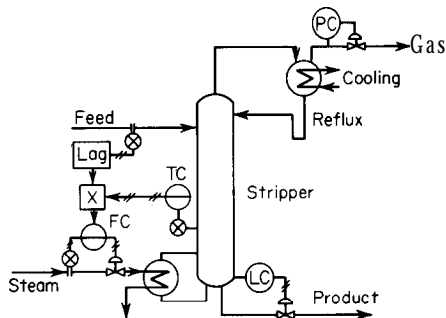 PC
Gas
Cooling
Feed
Reflux
Lag
TC
X
Stripper
FC
LC
Steam
Product